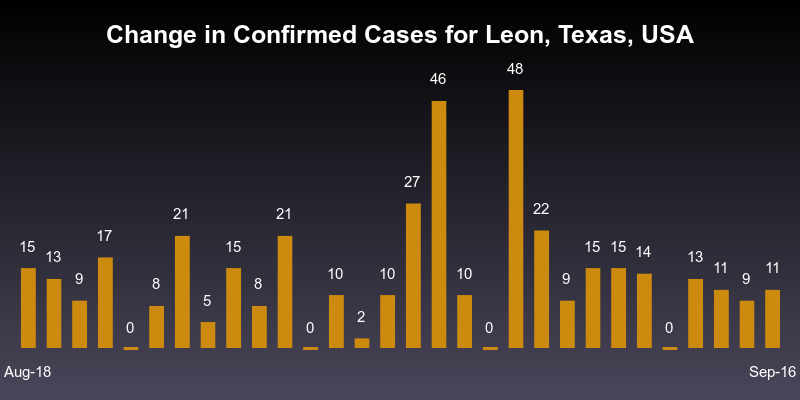 Change in Confirmed Cases for Leon, Texas, USA
15 13 9 17 0 8 21 5 15 8 21 0 10 2 10 27 46 10 0 48 22 9 15 15 14 0 13 11 9 11
Aug-18 Sep-16